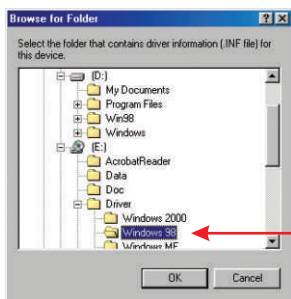 Browse for Folder
Select the folder that contains driver information (.INF file) for
this device.
(D:)
My Documents
Program Files
Win98
Windows
(E:)
AcrobatReader
Data
Doc
Driver
Windows 2000
Windows 98
Windows ME
OK
Cancel